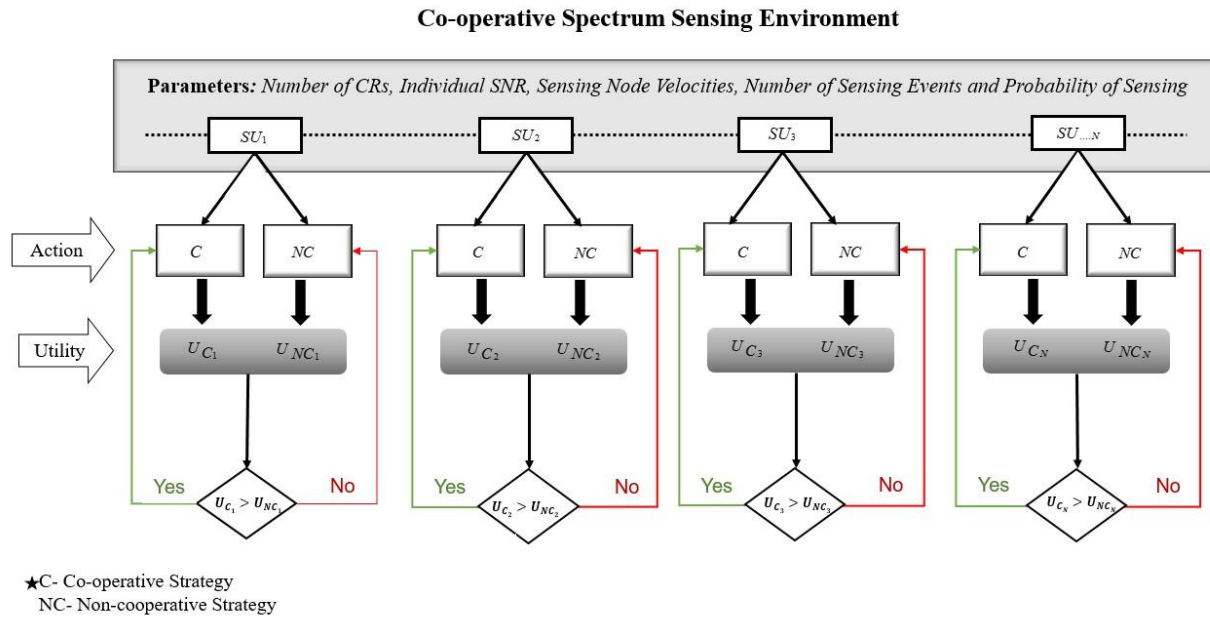 Co-operative Spectrum Sensing Environment
Parameters: Number of CRs, Individual SNR, Sensing Node Velocities, Number of Sensing Events and Probability of Sensing
SU1 SU2 SU3 SU....N
Action C NC C NC C NC C NC
Utility UC1 UNC1 UC2 UNC2 UC3 UNC3 UCN UNCN
Yes No Yes No Yes No Yes No
UC1 > UNC1 UC2 > UNC2 UC3 > UNC3 UCN > UNCN
★C- Co-operative Strategy
NC- Non-cooperative Strategy